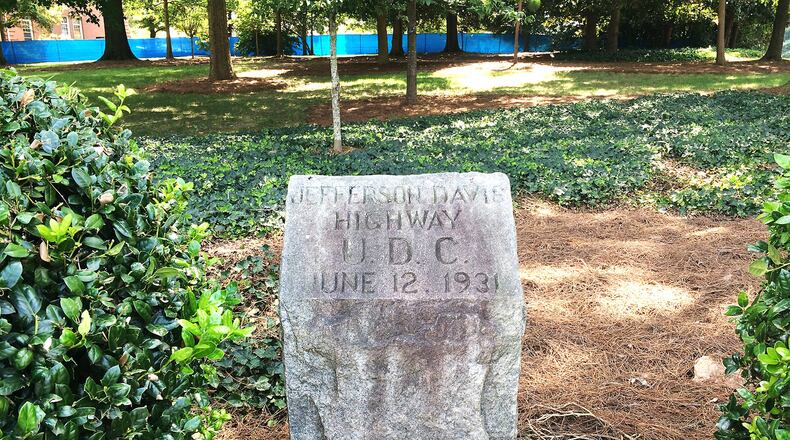 JEFFERSON DAVIS
HIGHWAY
U. D. C.
JUNE 12, 1931